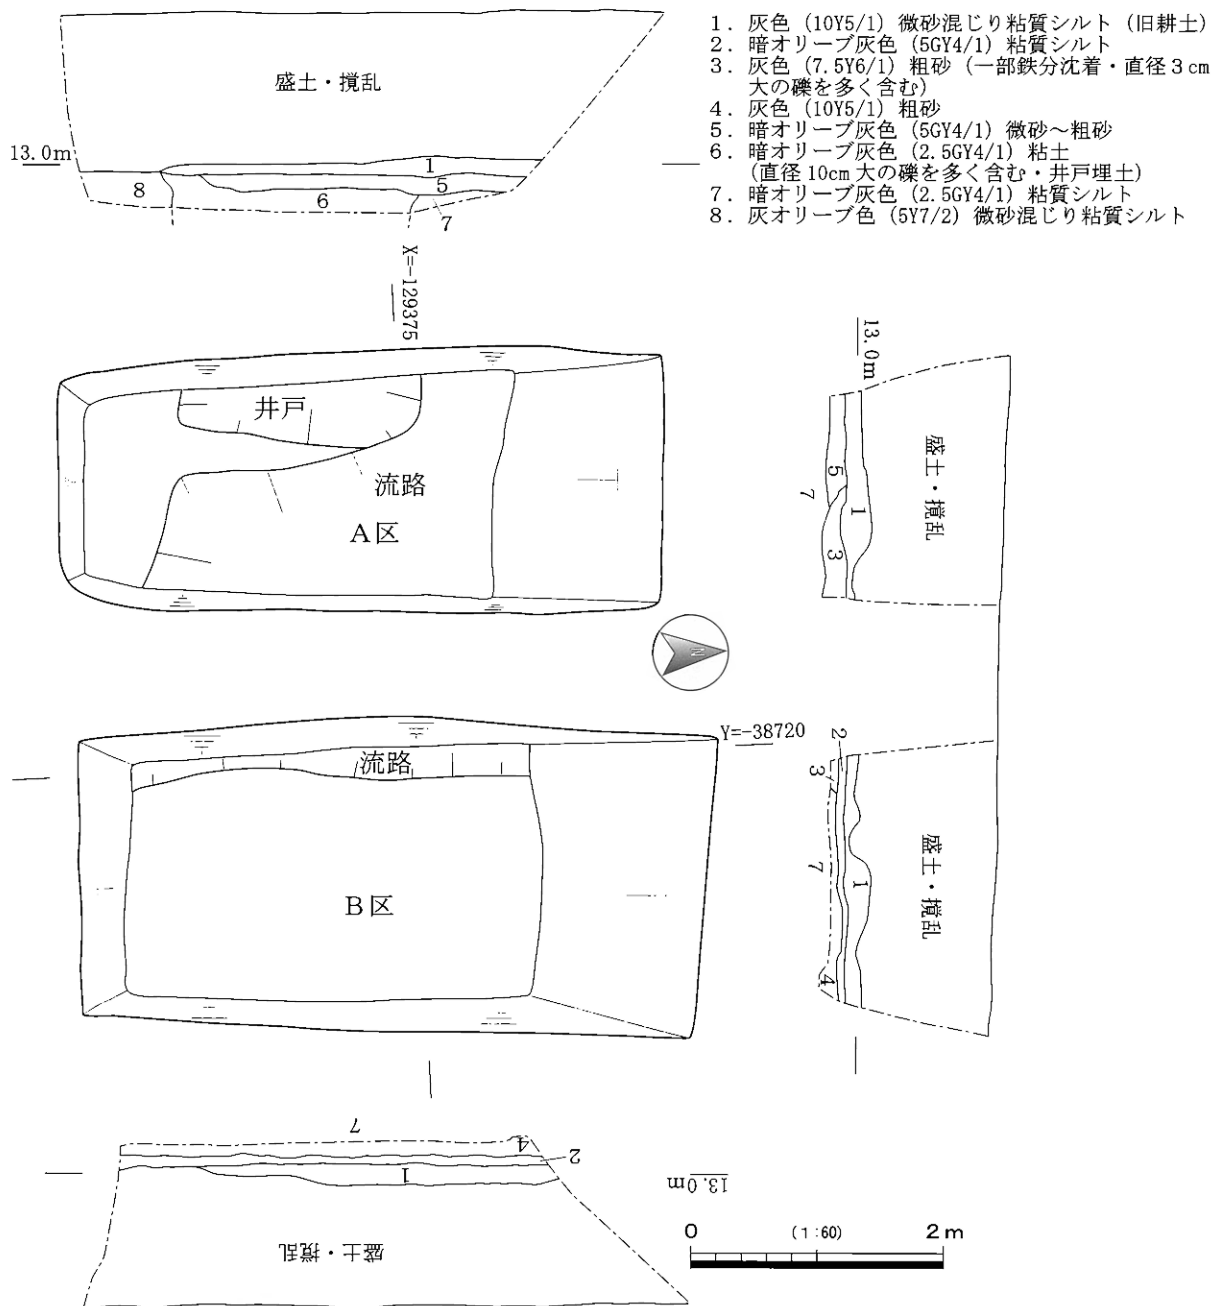 1．灰色（10Y5/1）微砂混じり粘質シルト（旧耕土）
2．暗オリーブ灰色（5GY4/1）粘質シルト
3．灰色（7.5Y6/1）粗砂（一部鉄分沈着・直径３cm
大の礫を多く含む）
4．灰色（10Y5/1）粗砂
5．暗オリーブ灰色（5GY4/1）微砂～粗砂
6．暗オリーブ灰色（2.5GY4/1）粘土
（直径10cm大の礫を多く含む・井戸埋土）
7．暗オリーブ灰色（2.5GY4/1）粘質シルト
8．灰オリーブ色（5Y7/2）微砂混じり粘質シルト
盛土・撹乱
13.0m
1
8
5
6
7
X=-129375
井戸
流路
A区
13.0m
盛土・撹乱
5
7
1
3
N
Y=-38720
流路
B区
2
3
7
1
4
盛土・撹乱
7
4
2
1
13.0m
盛土・撹乱
0
(1:60)
2m